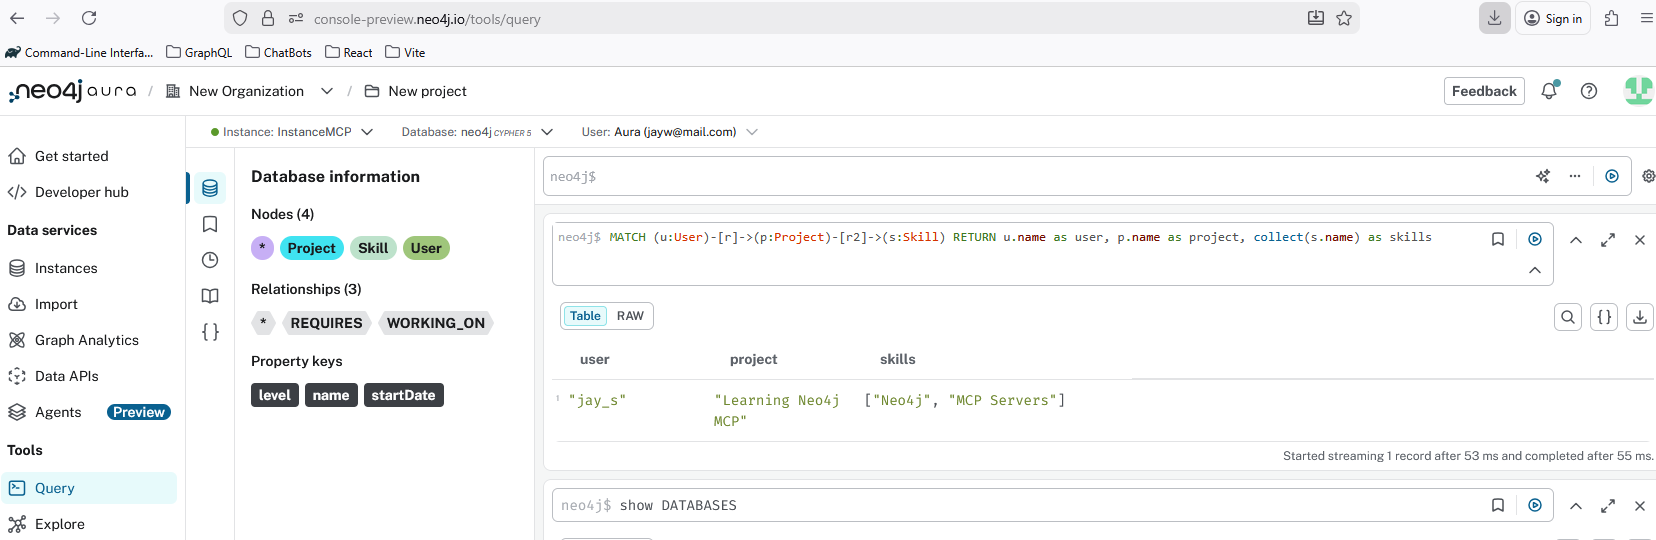 console-preview.neo4j.io/tools/query
Sign in
Command-Line Interfa... GraphQL ChatBots React Vite
neo4j aura / New Organization / New project
Feedback
Instance: InstanceMCP Database: neo4j CYPHER 5 User: Aura (jayw@mail.com)
Get started
Developer hub
Data services
Instances
Import
Graph Analytics
Data APIs
Agents Preview
Tools
Query
Explore
Database information
Nodes (4)
* Project Skill User
Relationships (3)
* REQUIRES WORKING_ON
Property keys
level name startDate
neo4j$
neo4j$ MATCH (u:User)-[r]->(p:Project)-[r2]->(s:Skill) RETURN u.name as user, p.name as project, collect(s.name) as skills
Table RAW
user project skills
1 "jay_s" "Learning Neo4j ["Neo4j", "MCP Servers"]
MCP"
Started streaming 1 record after 53 ms and completed after 55 ms.
neo4j$ show DATABASES